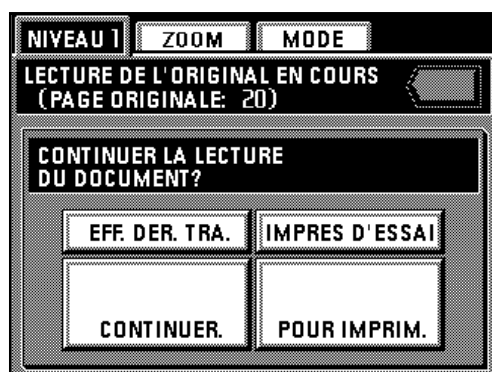 NIVEAU 1 ZOOM MODE
LECTURE DE L'ORIGINAL EN COURS
(PAGE ORIGINALE: 20)
CONTINUER LA LECTURE
DU DOCUMENT?
EFF. DER. TRA. IMPRES D'ESSAI
CONTINUER. POUR IMPRIM.